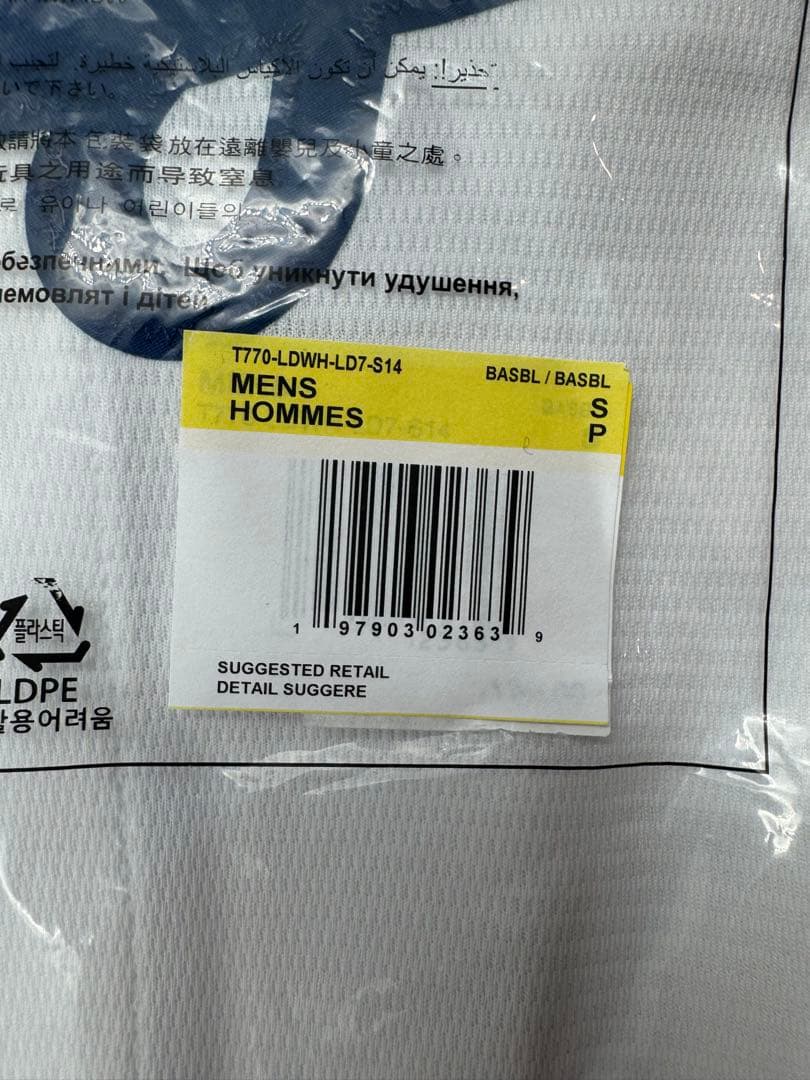 تحذير!: يمكن أن تكون الأكياس البلاستيكية خطيرة. لتجنب
いで下さい。
請將本包裝袋放在遠離嬰兒及小童之處。
具之用途而导致窒息
로 유아나 어린이들의
безпечними. Щоб уникнути удушення,
немовлят і дітей
T770-LDWH-LD7-S14
BASBL / BASBL
MENS
S
HOMMES
P
1 97903 02363 9
SUGGESTED RETAIL
DETAIL SUGGERE
플라스틱
LDPE
활용어려움